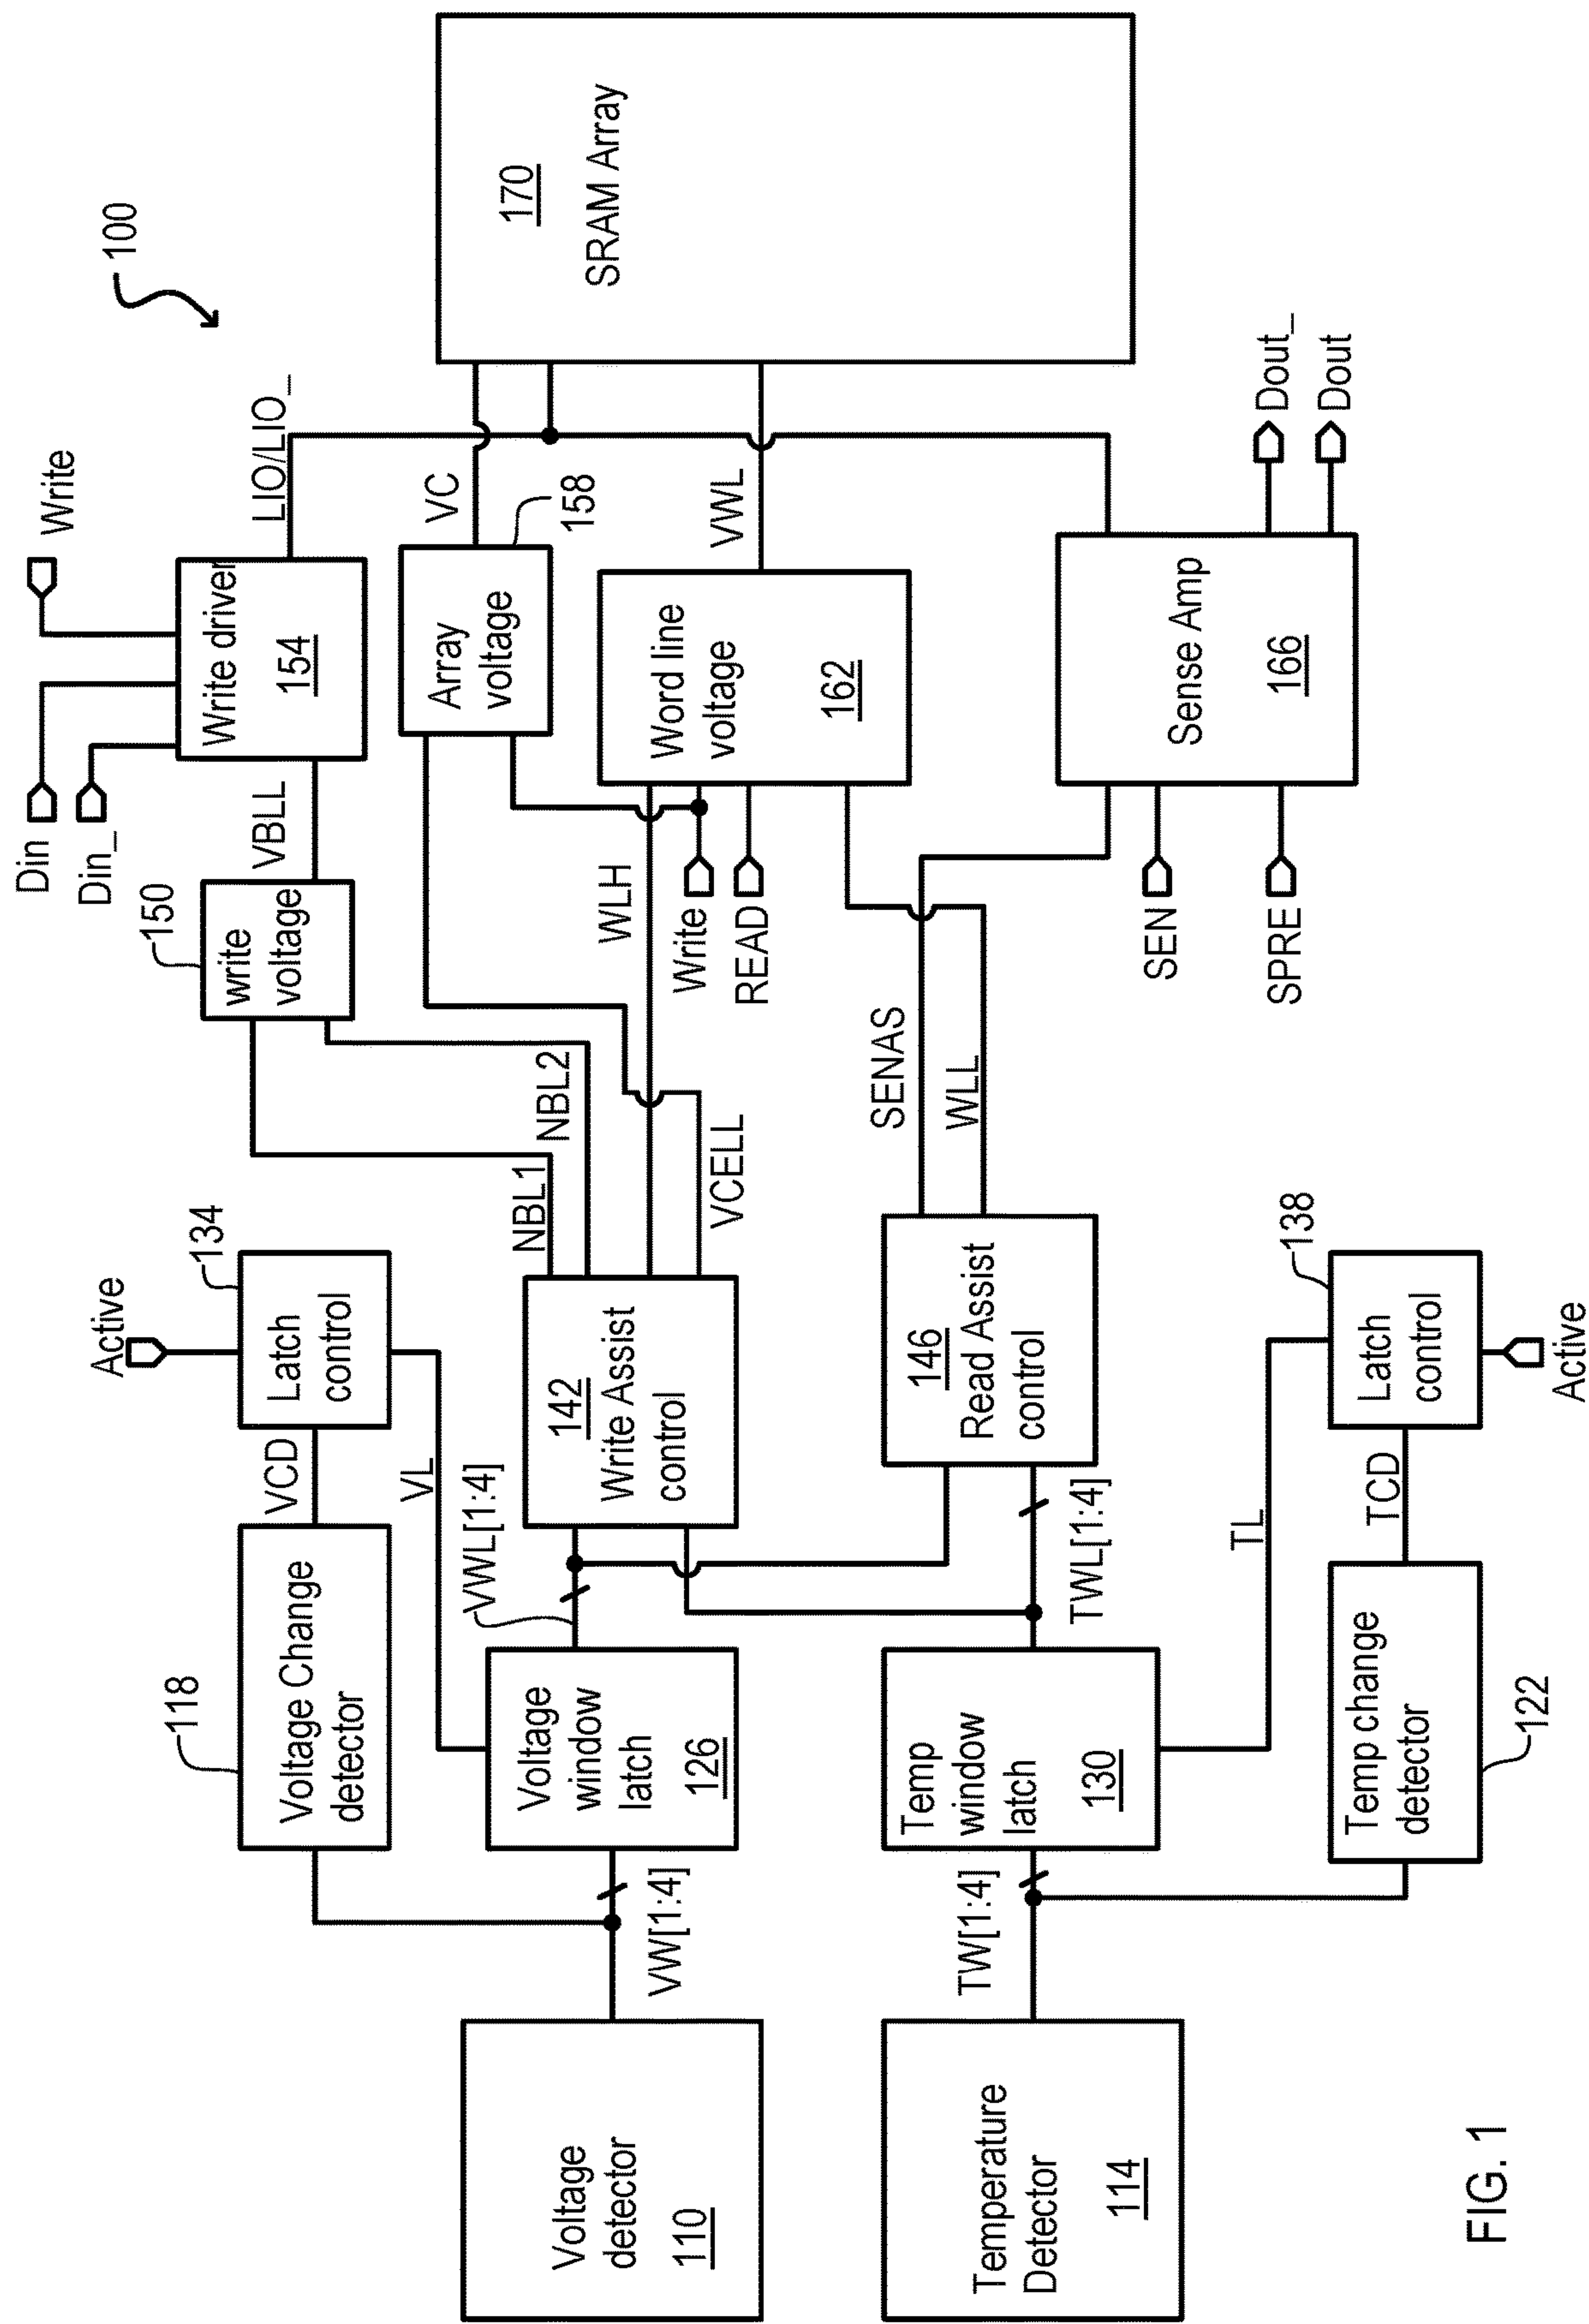 100
Voltage
detector
110
Temperature
Detector
114
VW[1:4]
TW[1:4]
118
Voltage Change
detector
Voltage
window
latch
126
Temp
window
latch
130
Temp change
detector
122
VCD
VL
VWL[1:4]
TWL[1:4]
TL
TCD
Active
134
Latch
control
142
Write Assist
control
146
Read Assist
control
138
Latch
control
Active
NBL1
NBL2
VCELL
WLH
SENAS
WLL
150
write
voltage
VBLL
Din
Din_
Write
Write driver
154
Array
voltage
158
Write
READ
Word line
voltage
162
SEN
SPRE
Sense Amp
166
LIO/LIO_
VC
VWL
Dout_
Dout
170
SRAM Array
FIG. 1